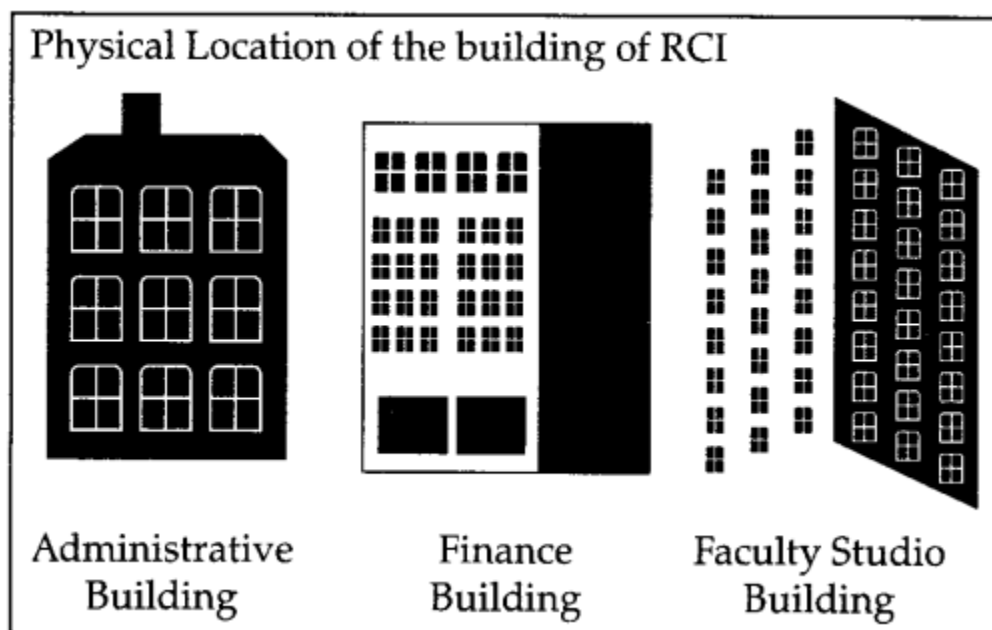 Physical Location of the building of RCI
Administrative
Building
Finance
Building
Faculty Studio
Building